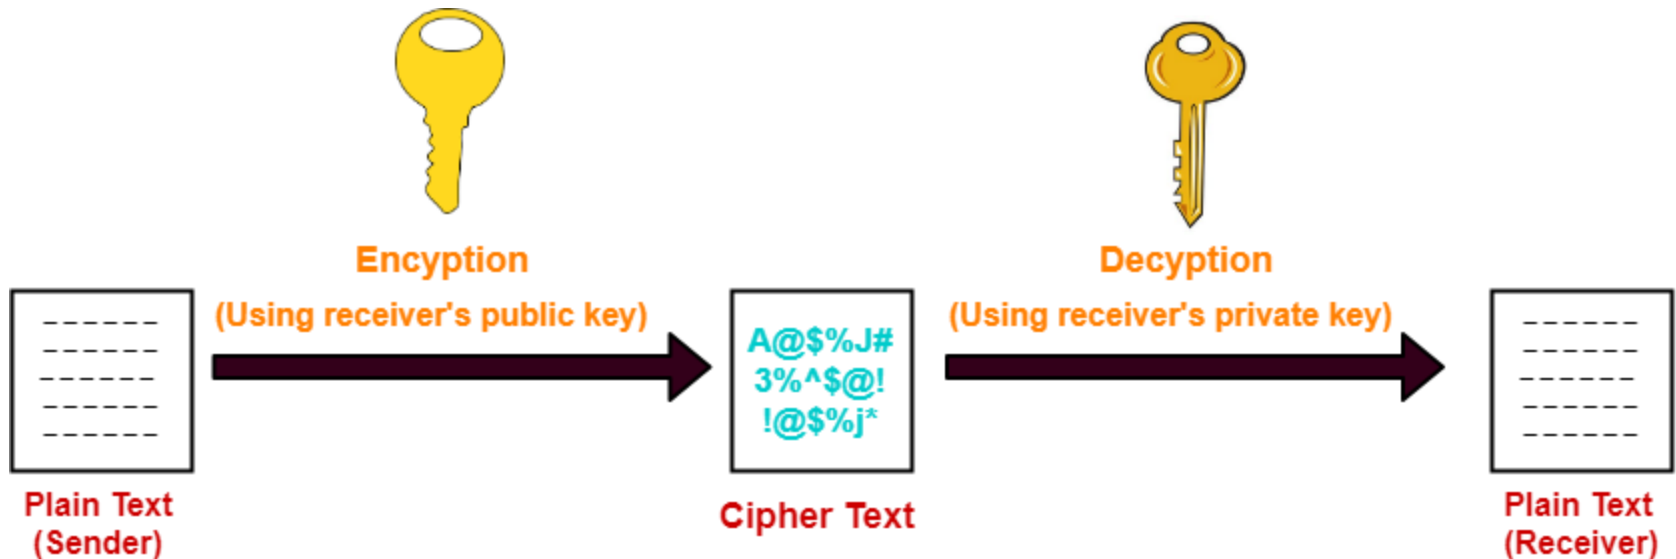 Encyption
(Using receiver's public key)
Decyption
(Using receiver's private key)
A@$%J#
3%^$@!
!@$%j*
Plain Text
(Sender)
Cipher Text
Plain Text
(Receiver)